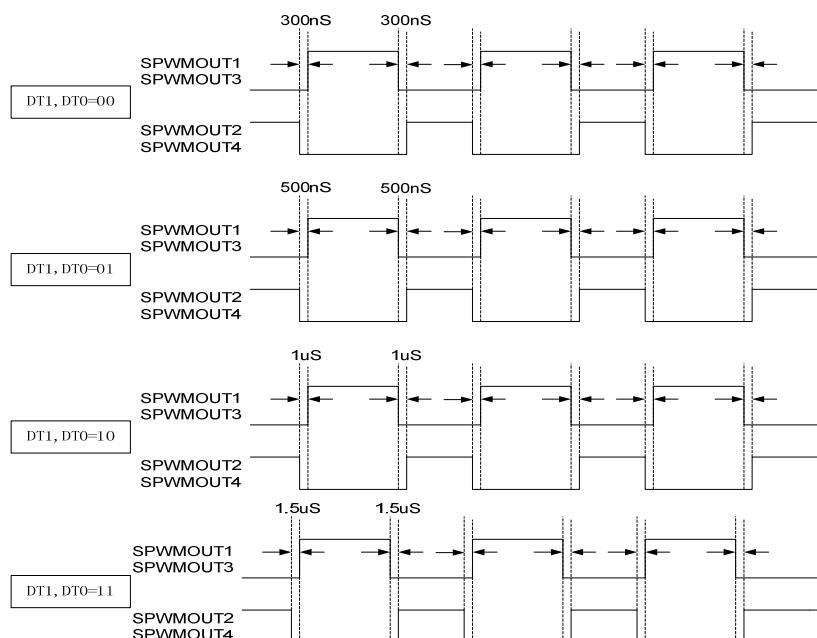 300nS 300nS
SPWMOUT1
SPWMOUT3
DT1, DT0=00
SPWMOUT2
SPWMOUT4
500nS 500nS
SPWMOUT1
SPWMOUT3
DT1, DT0=01
SPWMOUT2
SPWMOUT4
1uS 1uS
SPWMOUT1
SPWMOUT3
DT1, DT0=10
SPWMOUT2
SPWMOUT4
1.5uS 1.5uS
SPWMOUT1
SPWMOUT3
DT1, DT0=11
SPWMOUT2
SPWMOUT4